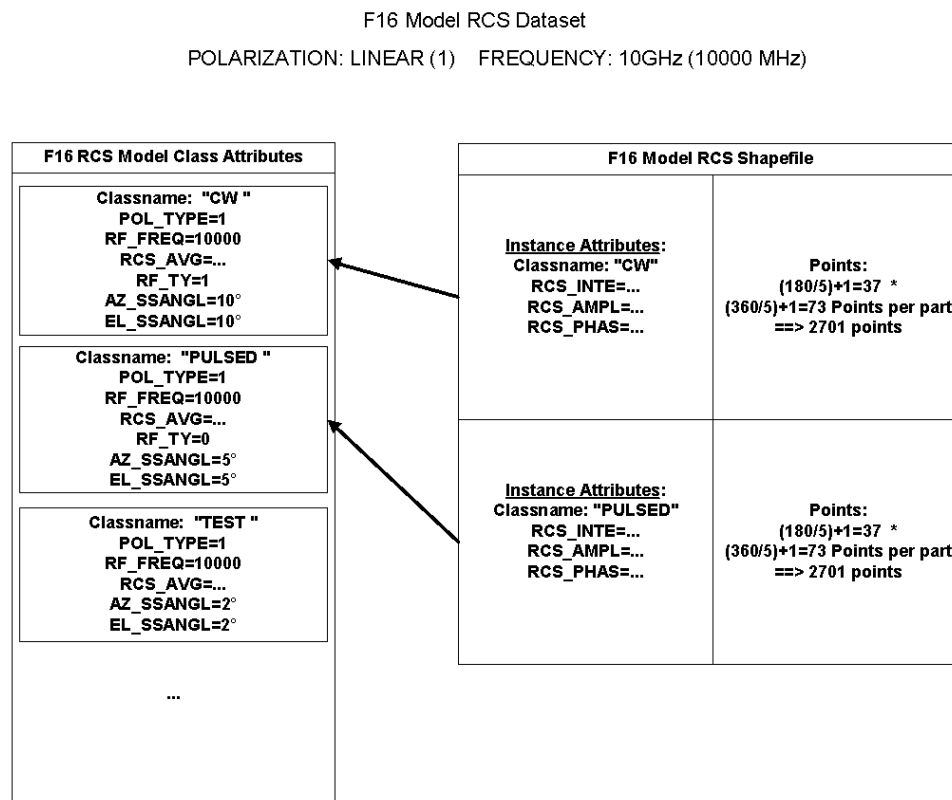 F16 Model RCS Dataset
POLARIZATION: LINEAR (1) FREQUENCY: 10GHz (10000 MHz)
F16 RCS Model Class Attributes
Classname: "CW "
POL_TYPE=1
RF_FREQ=10000
RCS_AVG=...
RF_TY=1
AZ_SSANGL=10°
EL_SSANGL=10°
Classname: "PULSED "
POL_TYPE=1
RF_FREQ=10000
RCS_AVG=...
RF_TY=0
AZ_SSANGL=5°
EL_SSANGL=5°
Classname: "TEST "
POL_TYPE=1
RF_FREQ=10000
RCS_AVG=...
AZ_SSANGL=2°
EL_SSANGL=2°
...
F16 Model RCS Shapefile
Instance Attributes:
Classname: "CW"
RCS_INTE=...
RCS_AMPL=...
RCS_PHAS=...
Points:
(180/5)+1=37 *
(360/5)+1=73 Points per part
==> 2701 points
Instance Attributes:
Classname: "PULSED"
RCS_INTE=...
RCS_AMPL=...
RCS_PHAS=...
Points:
(180/5)+1=37 *
(360/5)+1=73 Points per part
==> 2701 points